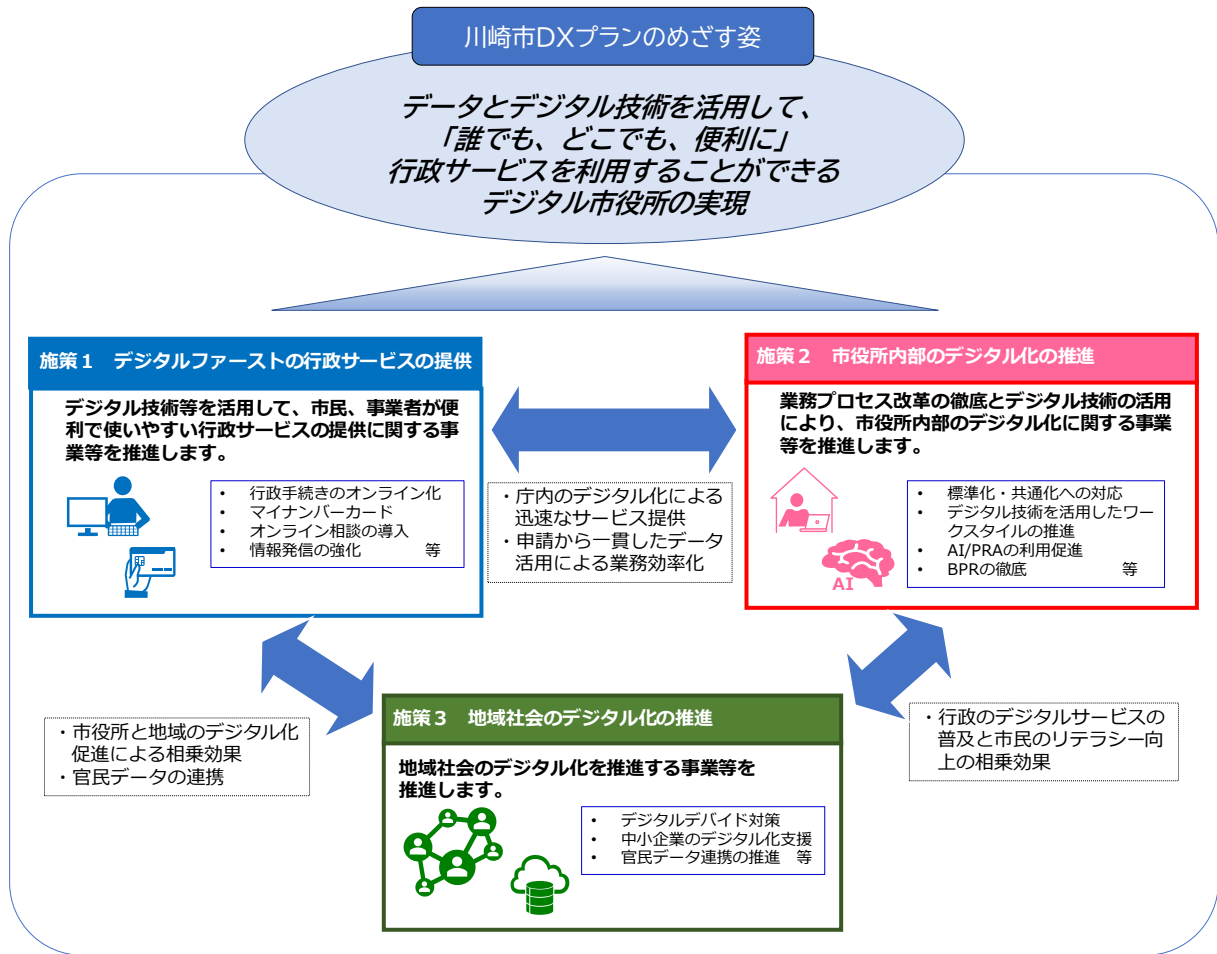 川崎市DXプランのめざす姿
データとデジタル技術を活用して、
「誰でも、どこでも、便利に」
行政サービスを利用することができる
デジタル市役所の実現
施策１　デジタルファーストの行政サービスの提供
デジタル技術等を活用して、市民、事業者が便
利で使いやすい行政サービスの提供に関する事
業等を推進します。
• 行政手続きのオンライン化
• マイナンバーカード
• オンライン相談の導入
• 情報発信の強化　　　等
・庁内のデジタル化による
迅速なサービス提供
・申請から一貫したデータ
活用による業務効率化
施策２　市役所内部のデジタル化の推進
業務プロセス改革の徹底とデジタル技術の活用
により、市役所内部のデジタル化に関する事業
等を推進します。
AI
• 標準化・共通化への対応
• デジタル技術を活用したワー
クスタイルの推進
• AI/PRAの利用促進
• BPRの徹底　　　　　等
・市役所と地域のデジタル化
促進による相乗効果
・官民データの連携
施策３　地域社会のデジタル化の推進
地域社会のデジタル化を推進する事業等を
推進します。
• デジタルデバイド対策
• 中小企業のデジタル化支援
• 官民データ連携の推進　等
・行政のデジタルサービスの
普及と市民のリテラシー向
上の相乗効果